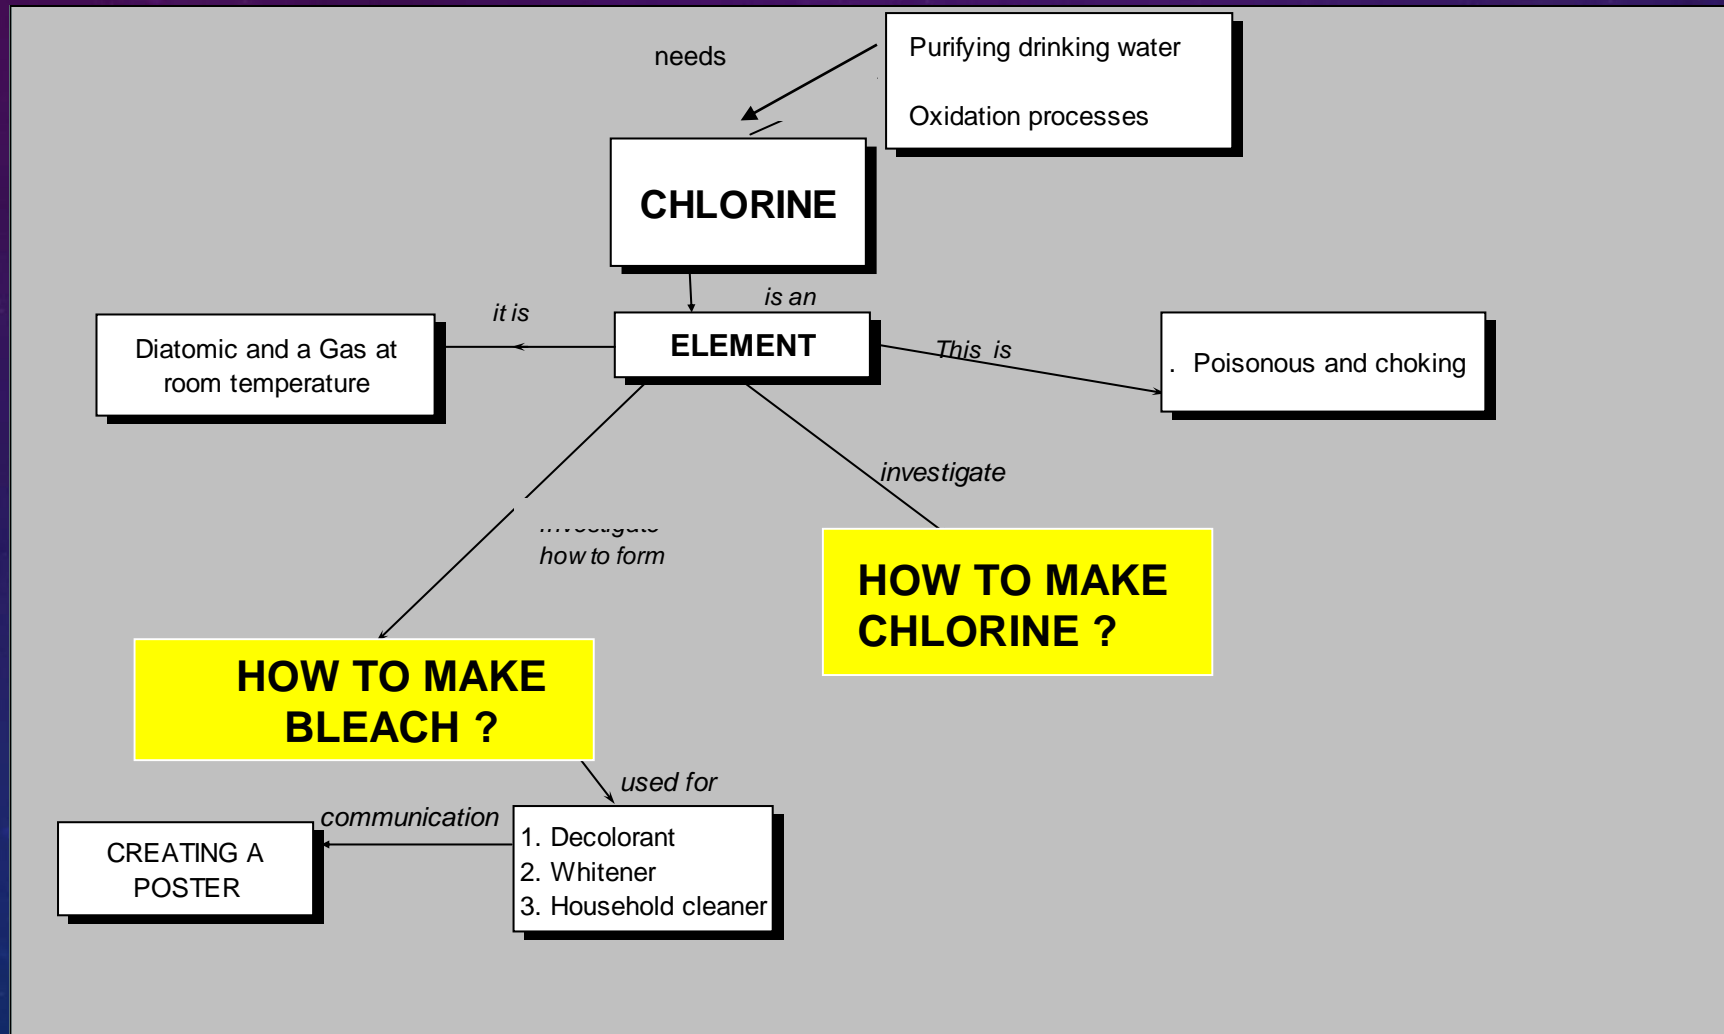 needs
Purifying drinking water
Oxidation processes
CHLORINE
is an
it is
ELEMENT
This is
Diatomic and a Gas at
room temperature
. Poisonous and choking
investigate
how to form
HOW TO MAKE
CHLORINE ?
HOW TO MAKE
BLEACH ?
used for
communication
1. Decolorant
2. Whitener
3. Household cleaner
CREATING A
POSTER